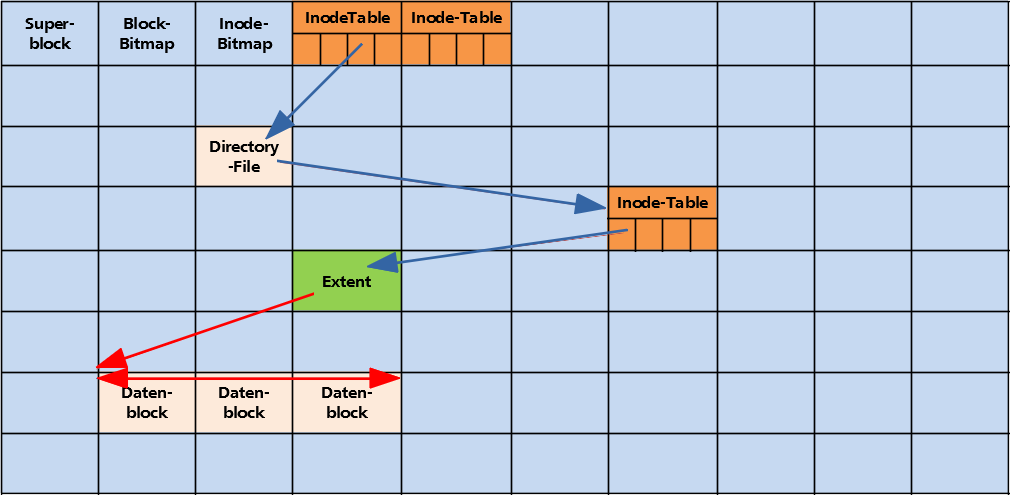 Super-
block
Block-
Bitmap
Inode-
Bitmap
InodeTable
Inode-Table
Directory
-File
Inode-Table
Extent
Daten-
block
Daten-
block
Daten-
block